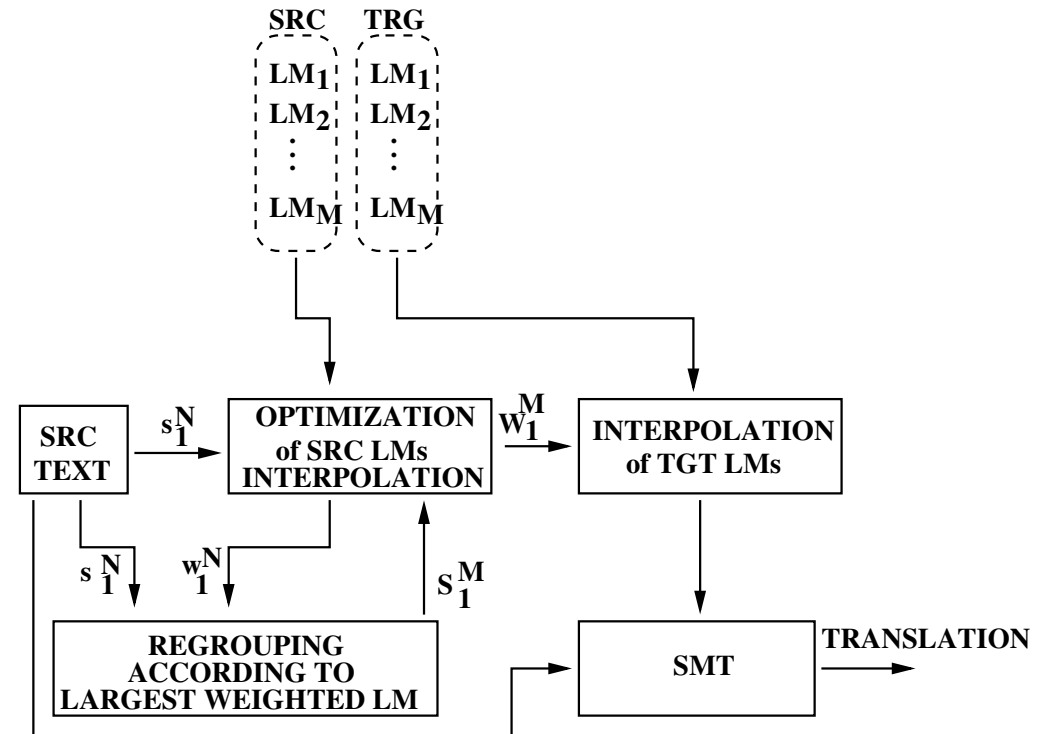 SRC TRG
LM1 LM1
LM2 LM2
⋮ ⋮
LMM LMM
SRC
TEXT
s1N
OPTIMIZATION
of SRC LMs
INTERPOLATION
W1M
INTERPOLATION
of TGT LMs
s1N
w1N
S1M
REGROUPING
ACCORDING TO
LARGEST WEIGHTED LM
SMT
TRANSLATION